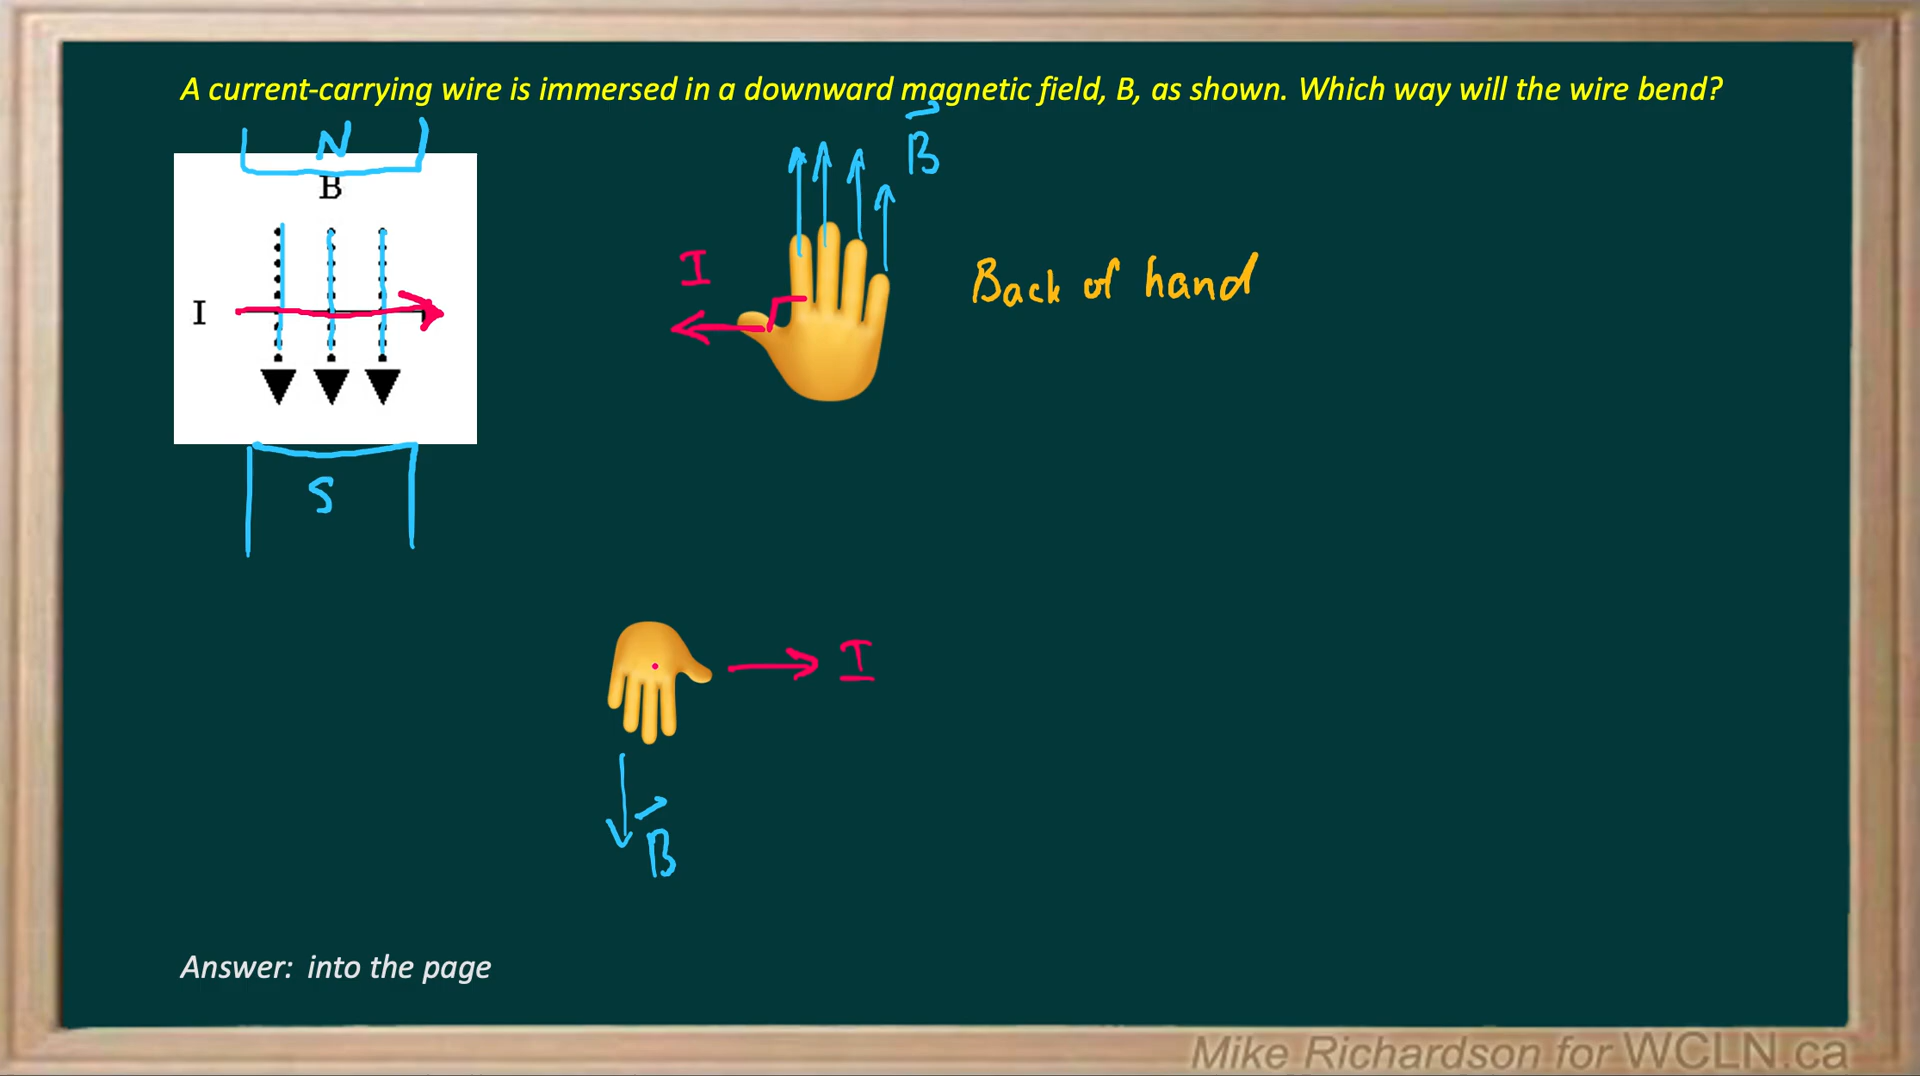 A current-carrying wire is immersed in a downward magnetic field, B, as shown. Which way will the wire bend?
N
B
I
S
B
I
Back of hand
I
B
Answer: into the page
Mike Richardson for WCLN.ca